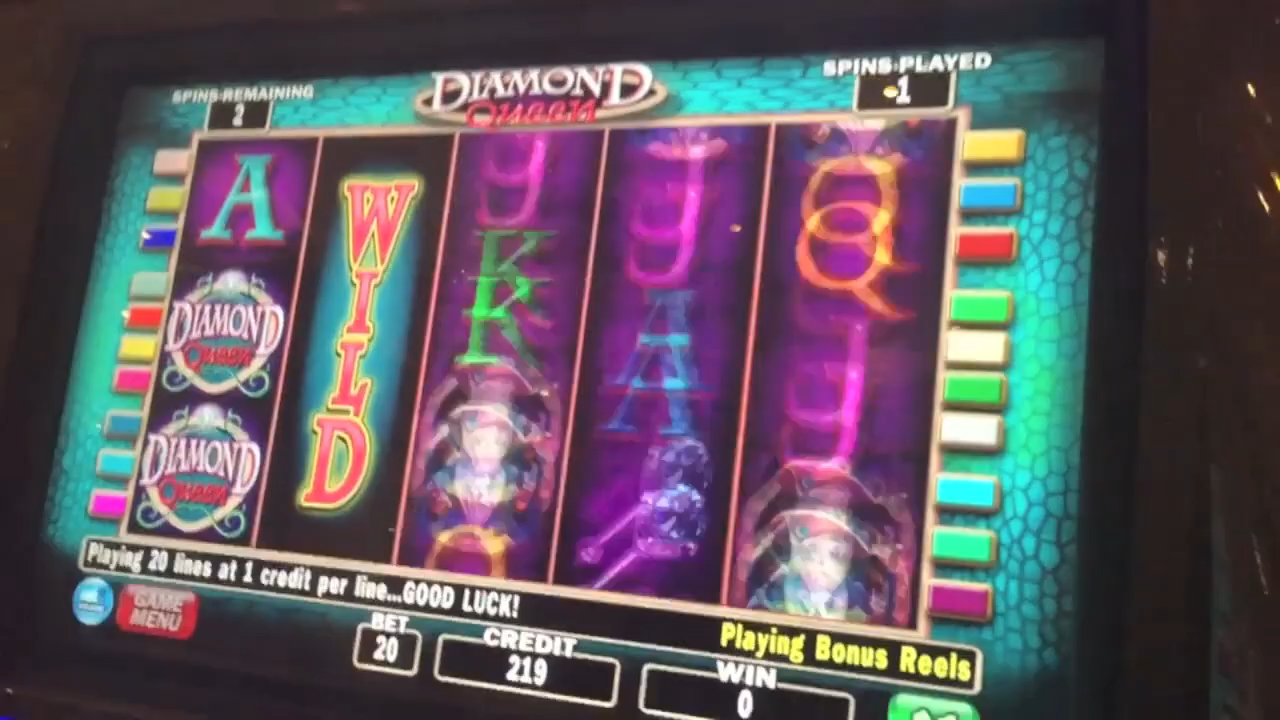 SPINS REMAINING
2
DIAMOND
QUEEN
SPINS PLAYED
1
A
DIAMOND
QUEEN
DIAMOND
QUEEN
WILD
J
K
Q
J
A
Q
J
Playing 20 lines at 1 credit per line...GOOD LUCK!
Playing Bonus Reels
GAME
MENU
BET
20
CREDIT
219
WIN
0